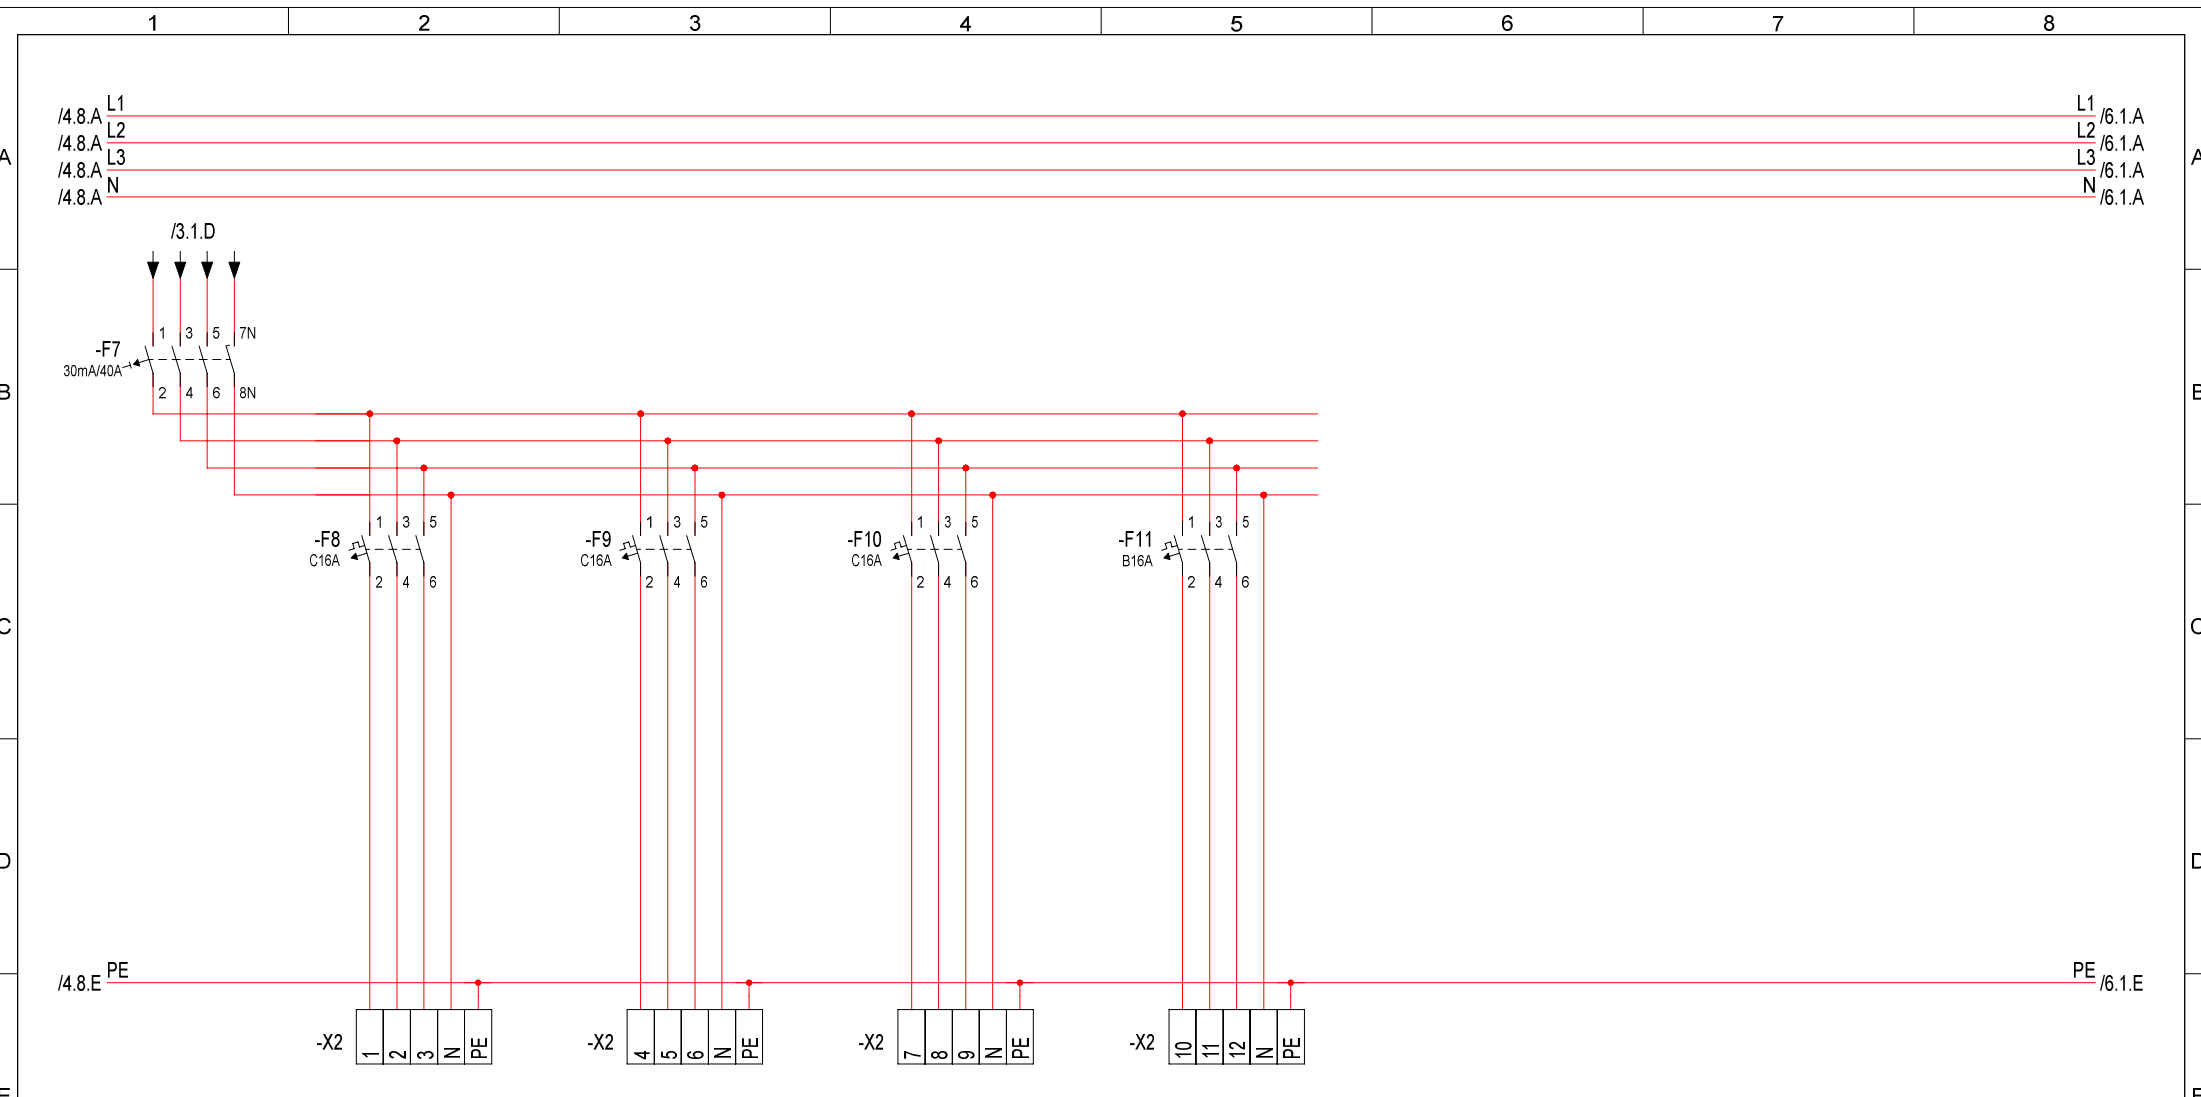 1 2 3 4 5 6 7 8
L1 L1
/4.8.A /6.1.A
L2 L2
/4.8.A /6.1.A
A L3 L3 A
/4.8.A /6.1.A
N N
/4.8.A /6.1.A
/3.1.D
1 3 5 7N
-F7
30mA/40A
B 2 4 6 8N B
1 3 5 1 3 5 1 3 5 1 3 5
-F8 -F9 -F10 -F11
C16A C16A C16A B16A
2 4 6 2 4 6 2 4 6 2 4 6
C C
D D
PE PE
/4.8.E /6.1.E
-X2 1 2 3 N PE -X2 4 5 6 N PE -X2 7 8 9 N PE -X2 10 11 12 N PE